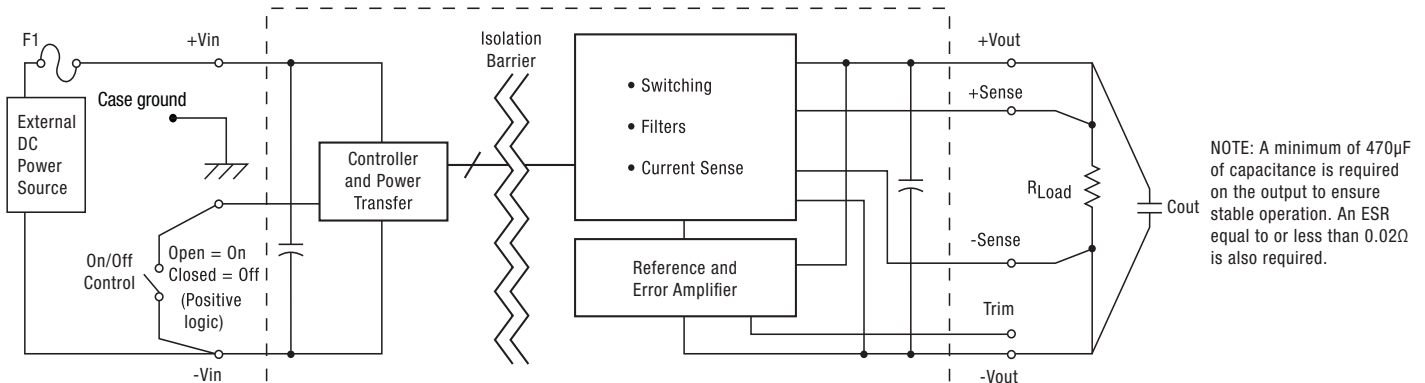 F1
+Vin
Isolation
Barrier
+Vout
Case ground
+Sense
External
DC
Power
Source
• Switching
• Filters
• Current Sense
Controller
and Power
Transfer
RLoad
Cout
NOTE: A minimum of 470µF
of capacitance is required
on the output to ensure
stable operation. An ESR
equal to or less than 0.02Ω
is also required.
On/Off
Control
Open = On
Closed = Off
(Positive
logic)
Reference and
Error Amplifier
-Sense
Trim
-Vin
-Vout